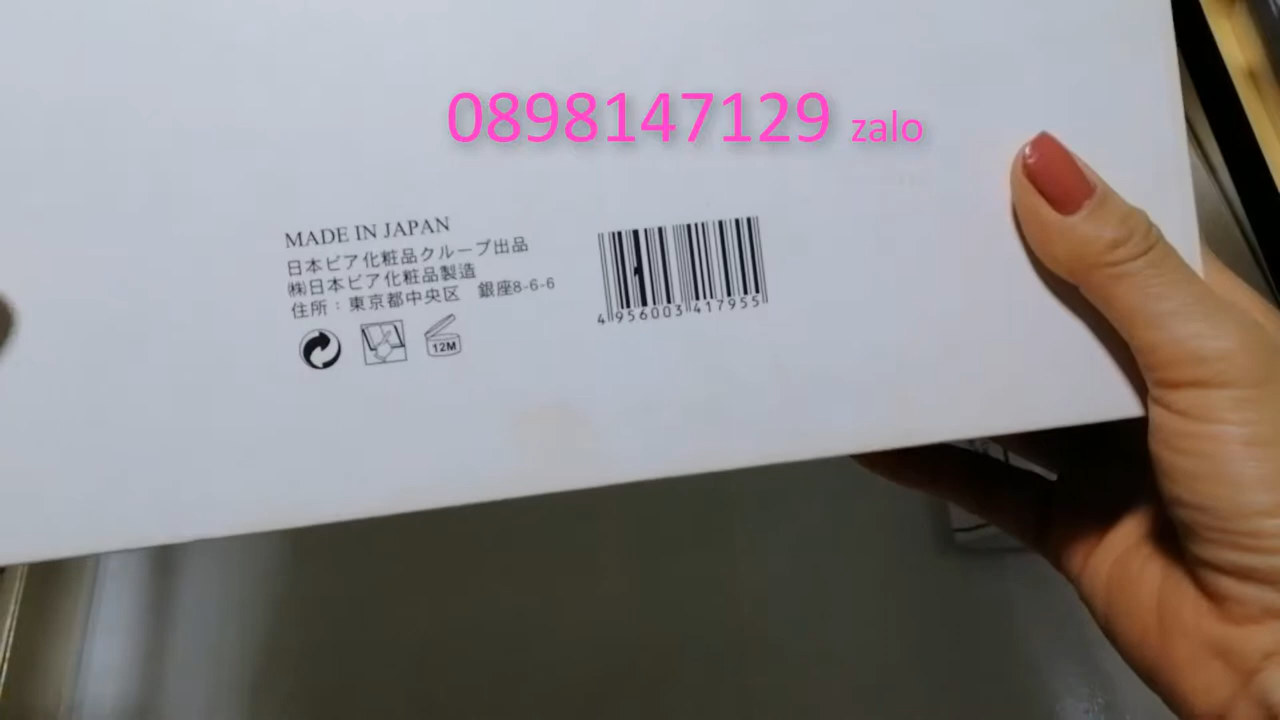 0898147129 zalo
MADE IN JAPAN
日本ビア化粧品クループ出品
㈱日本ビア化粧品製造
住所：東京都中央区　銀座8-6-6
12M
4 956003 417955